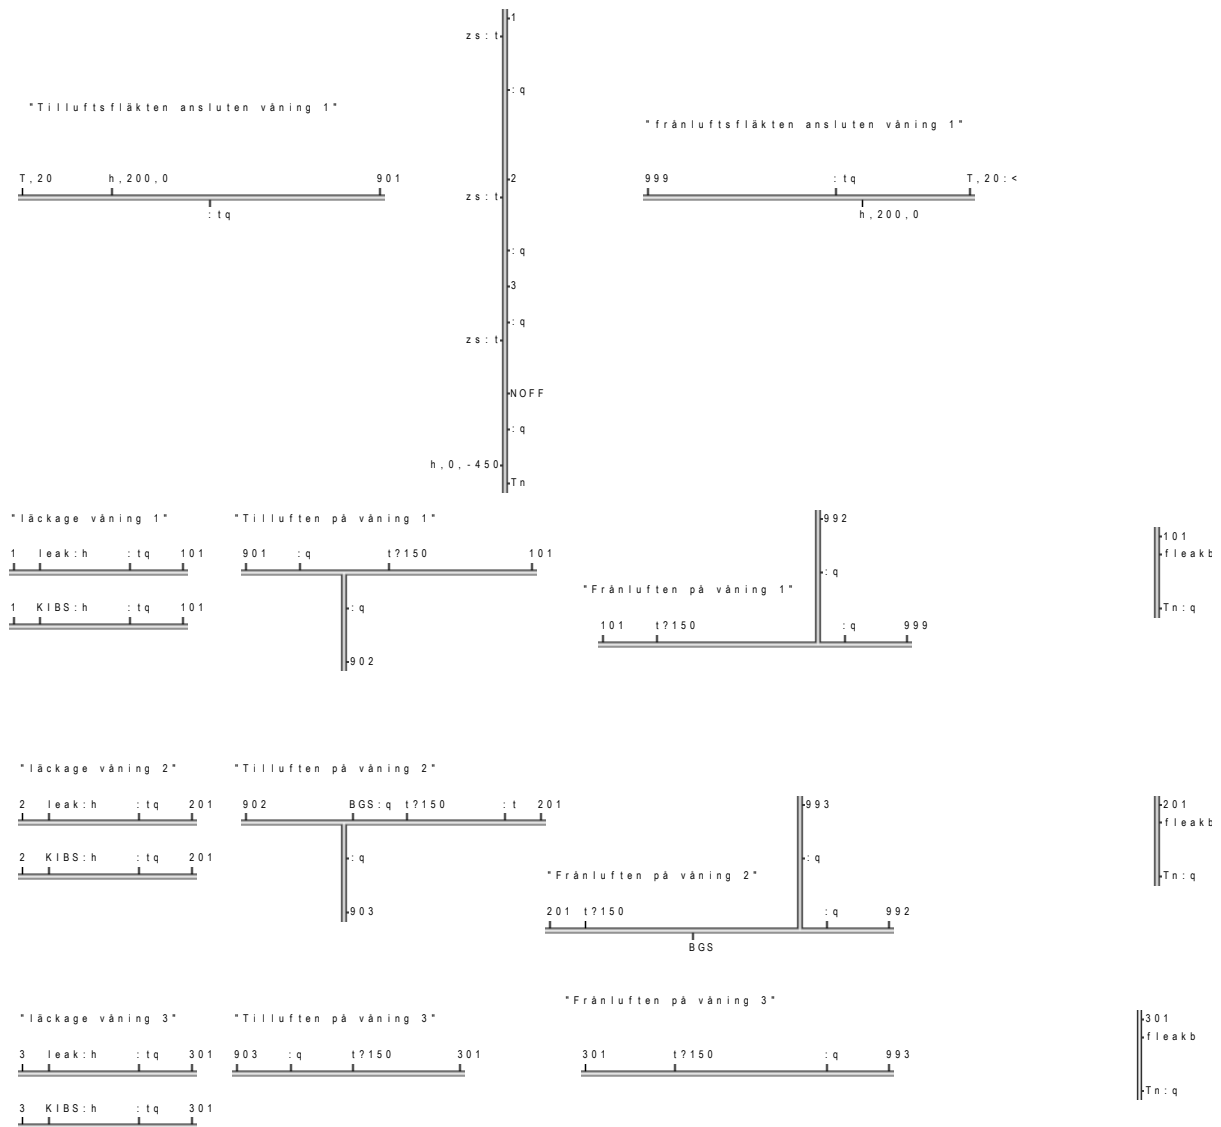 1
zs:t
:q
"Tilluftsfläkten ansluten våning 1"
"frånluftsfläkten ansluten våning 1"
T,20 h,200,0 901
:tq
2
zs:t
999 :tq T,20:<
h,200,0
:q
3
:q
zs:t
NOFF
:q
h,0,-450
Tn
"läckage våning 1"
1 leak:h :tq 101
1 KIBS:h :tq 101
"Tilluften på våning 1"
901 :q t?150 101
:q
902
992
:q
"Frånluften på våning 1"
101 t?150 :q 999
101
fleakb
Tn:q
"läckage våning 2"
2 leak:h :tq 201
2 KIBS:h :tq 201
"Tilluften på våning 2"
902 BGS:q t?150 :t 201
:q
903
993
:q
"Frånluften på våning 2"
201 t?150 :q 992
BGS
201
fleakb
Tn:q
"läckage våning 3"
3 leak:h :tq 301
3 KIBS:h :tq 301
"Tilluften på våning 3"
903 :q t?150 301
"Frånluften på våning 3"
301 t?150 :q 993
301
fleakb
Tn:q